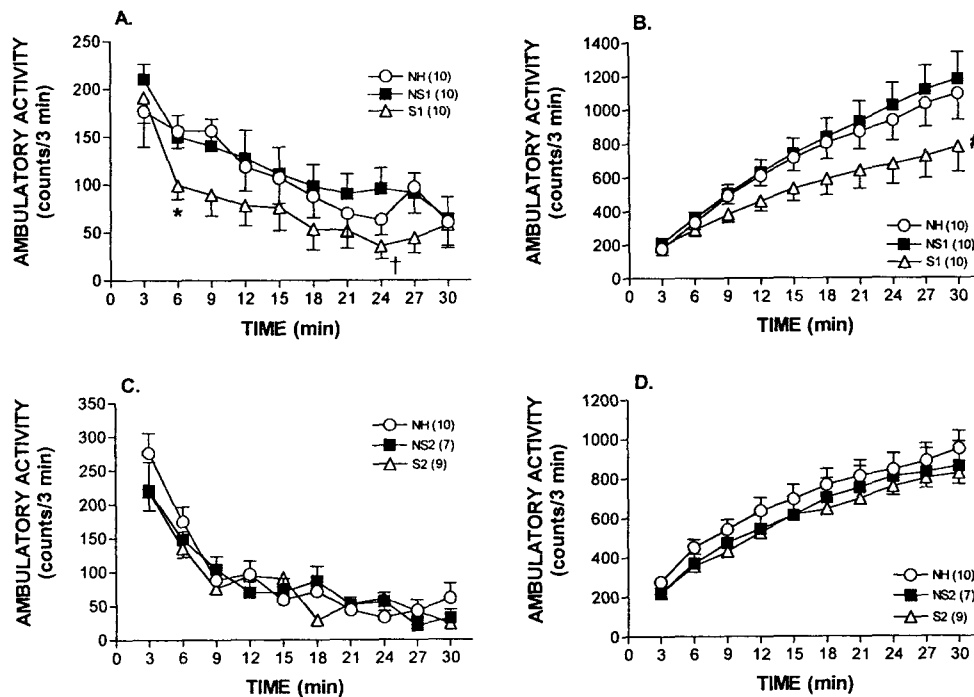 A.
AMBULATORY ACTIVITY
(counts/3 min)
250
200
150
100
50
0
NH (10)
NS1 (10)
S1 (10)
*
†
0 3 6 9 12 15 18 21 24 27 30
TIME (min)
B.
AMBULATORY ACTIVITY
(counts/3 min)
1400
1200
1000
800
600
400
200
0
#
NH (10)
NS1 (10)
S1 (10)
0 3 6 9 12 15 18 21 24 27 30
TIME (min)
C.
AMBULATORY ACTIVITY
(counts/3 min)
350
300
250
200
150
100
50
0
NH (10)
NS2 (7)
S2 (9)
0 3 6 9 12 15 18 21 24 27 30
TIME (min)
D.
AMBULATORY ACTIVITY
(counts/3 min)
1200
1000
800
600
400
200
0
NH (10)
NS2 (7)
S2 (9)
0 3 6 9 12 15 18 21 24 27 30
TIME (min)